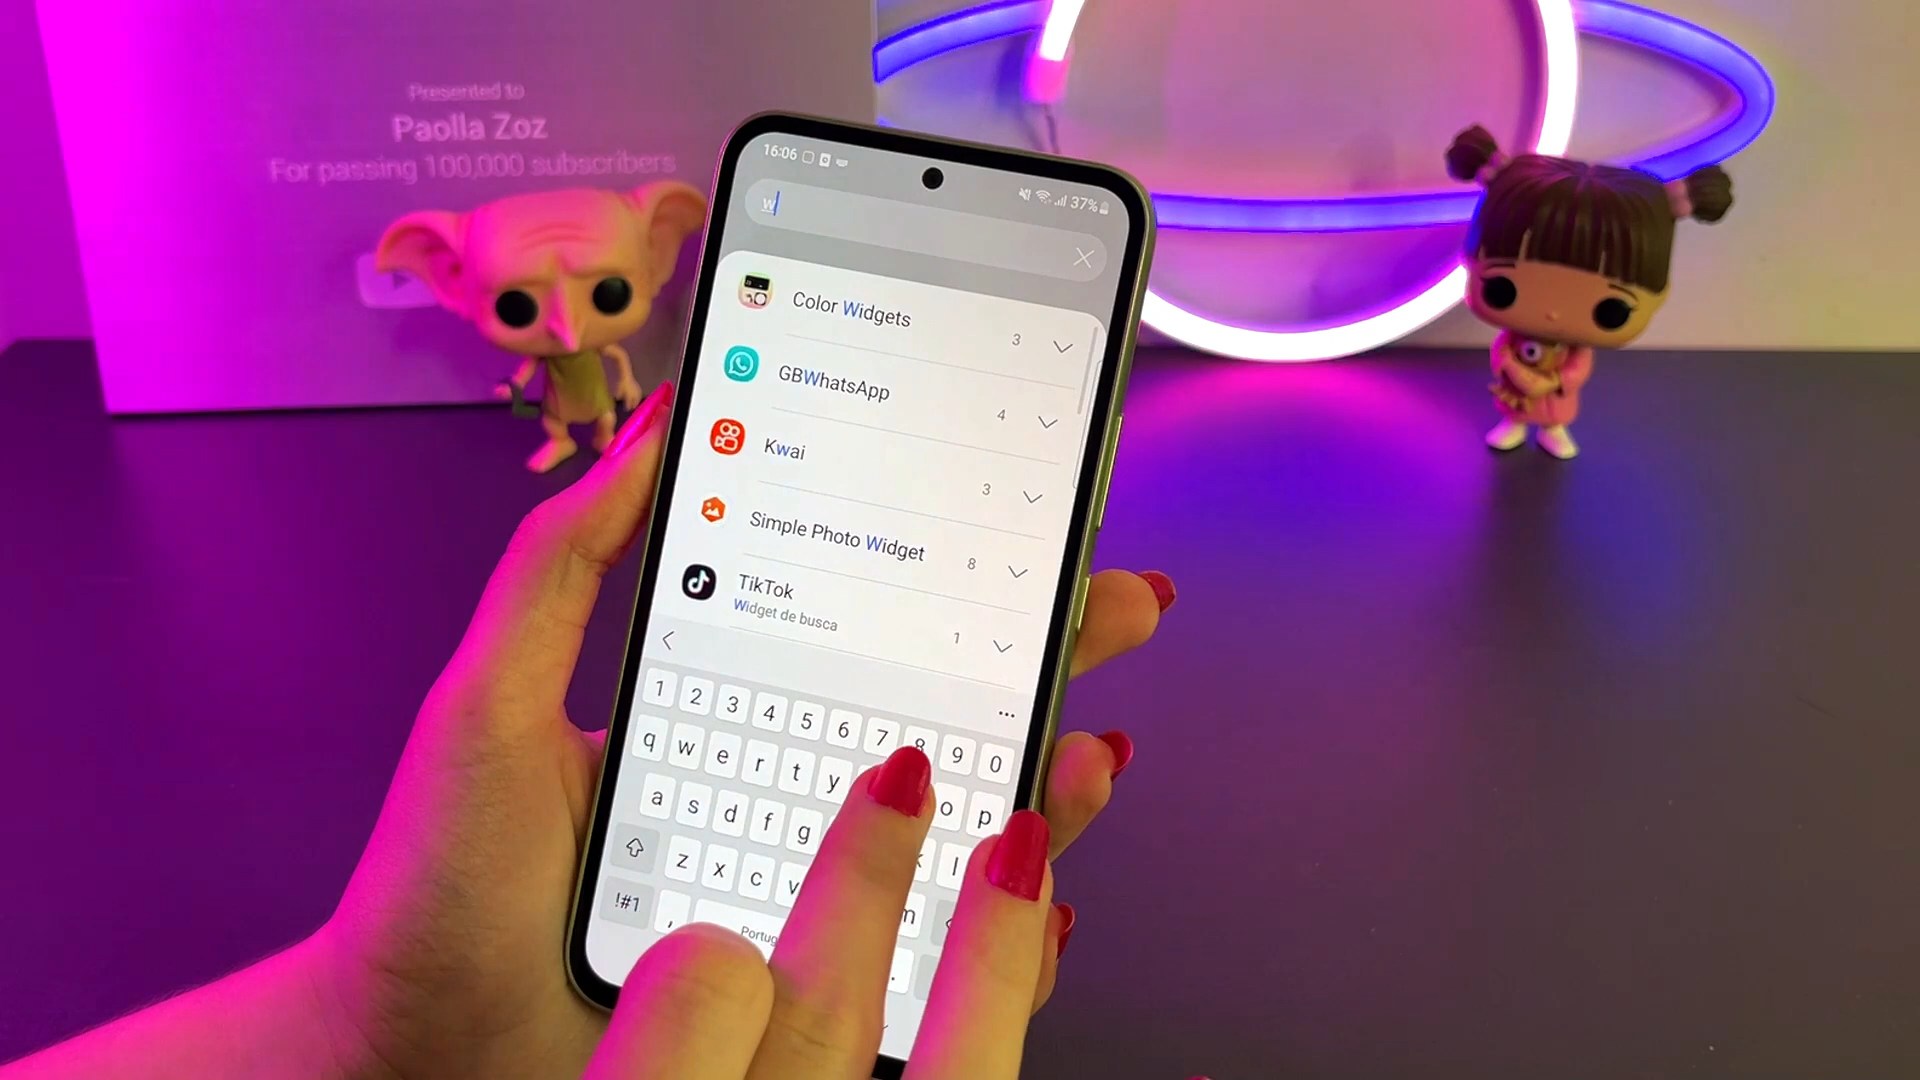 Presented to
Paolla Zoz
For passing 100,000 subscribers
16:06
37%
w
Color Widgets
3
GBWhatsApp
4
Kwai
3
Simple Photo Widget
8
TikTok
Widget de busca
1
1 2 3 4 5 6 7 8 9 0
q w e r t y o p
a s d f g k l
z x c v m
!#1 , Portug .